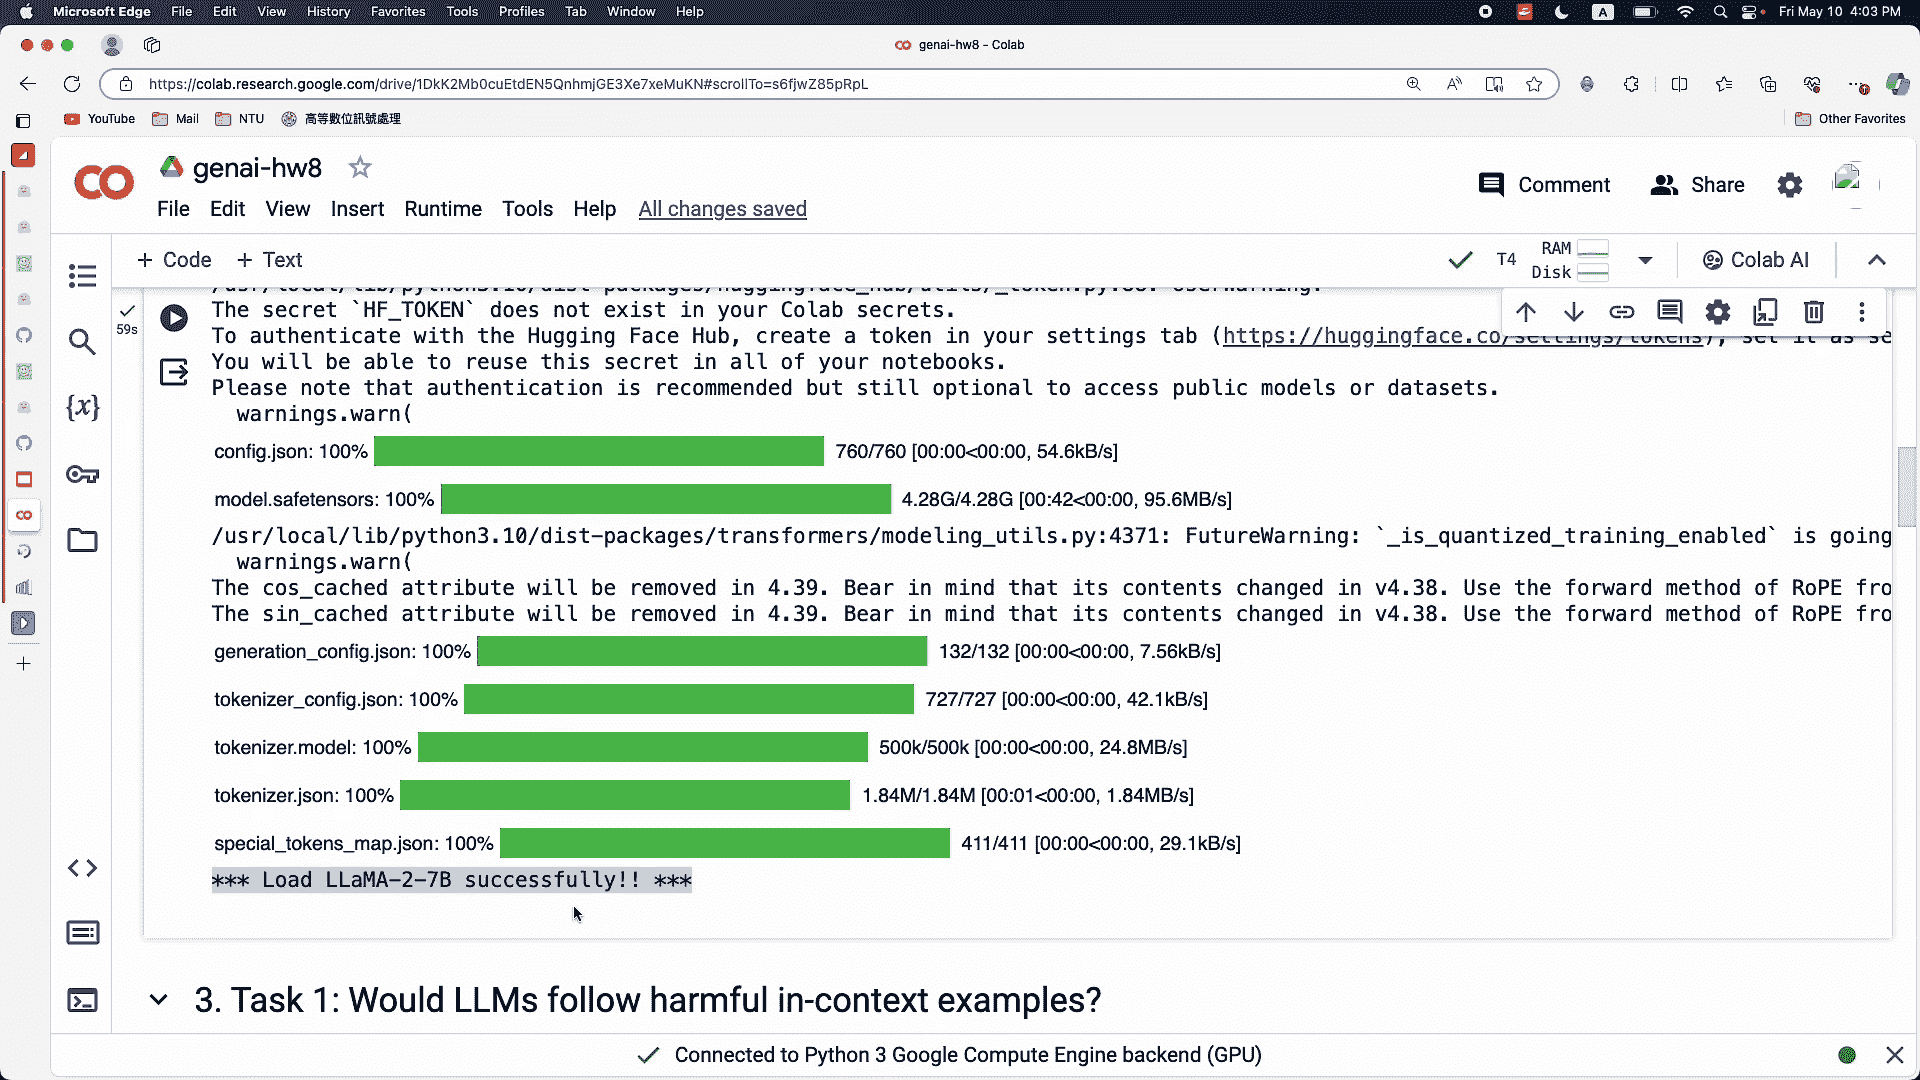 Microsoft Edge File Edit View History Favorites Tools Profiles Tab Window Help A Fri May 10 4:03 PM
genai-hw8 - Colab
https://colab.research.google.com/drive/1DkK2Mb0cuEtdEN5QnhmjGE3Xe7xeMuKN#scrollTo=s6fjwZ85pRpL
YouTube Mail NTU 高等數位訊號處理 Other Favorites
genai-hw8
Comment Share
File Edit View Insert Runtime Tools Help All changes saved
+ Code + Text T4 RAM Disk Colab AI
/usr/local/lib/python3.10/dist-packages/huggingface_hub/utils/_token.py:88: UserWarning:
59s
The secret `HF_TOKEN` does not exist in your Colab secrets.
To authenticate with the Hugging Face Hub, create a token in your settings tab (https://huggingface.co/settings/tokens), set it as se
You will be able to reuse this secret in all of your notebooks.
Please note that authentication is recommended but still optional to access public models or datasets.
warnings.warn(
config.json: 100% 760/760 [00:00<00:00, 54.6kB/s]
model.safetensors: 100% 4.28G/4.28G [00:42<00:00, 95.6MB/s]
/usr/local/lib/python3.10/dist-packages/transformers/modeling_utils.py:4371: FutureWarning: `_is_quantized_training_enabled` is going
warnings.warn(
The cos_cached attribute will be removed in 4.39. Bear in mind that its contents changed in v4.38. Use the forward method of RoPE fro
The sin_cached attribute will be removed in 4.39. Bear in mind that its contents changed in v4.38. Use the forward method of RoPE fro
generation_config.json: 100% 132/132 [00:00<00:00, 7.56kB/s]
tokenizer_config.json: 100% 727/727 [00:00<00:00, 42.1kB/s]
tokenizer.model: 100% 500k/500k [00:00<00:00, 24.8MB/s]
tokenizer.json: 100% 1.84M/1.84M [00:01<00:00, 1.84MB/s]
special_tokens_map.json: 100% 411/411 [00:00<00:00, 29.1kB/s]
*** Load LLaMA-2-7B successfully!! ***
3. Task 1: Would LLMs follow harmful in-context examples?
Connected to Python 3 Google Compute Engine backend (GPU)